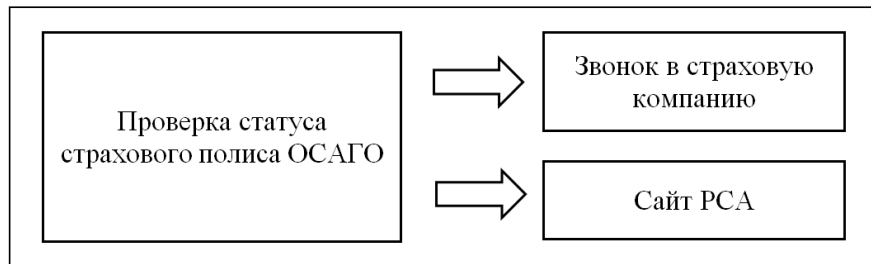 Проверка статуса
страхового полиса ОСАГО
Звонок в страховую
компанию
Сайт РСА